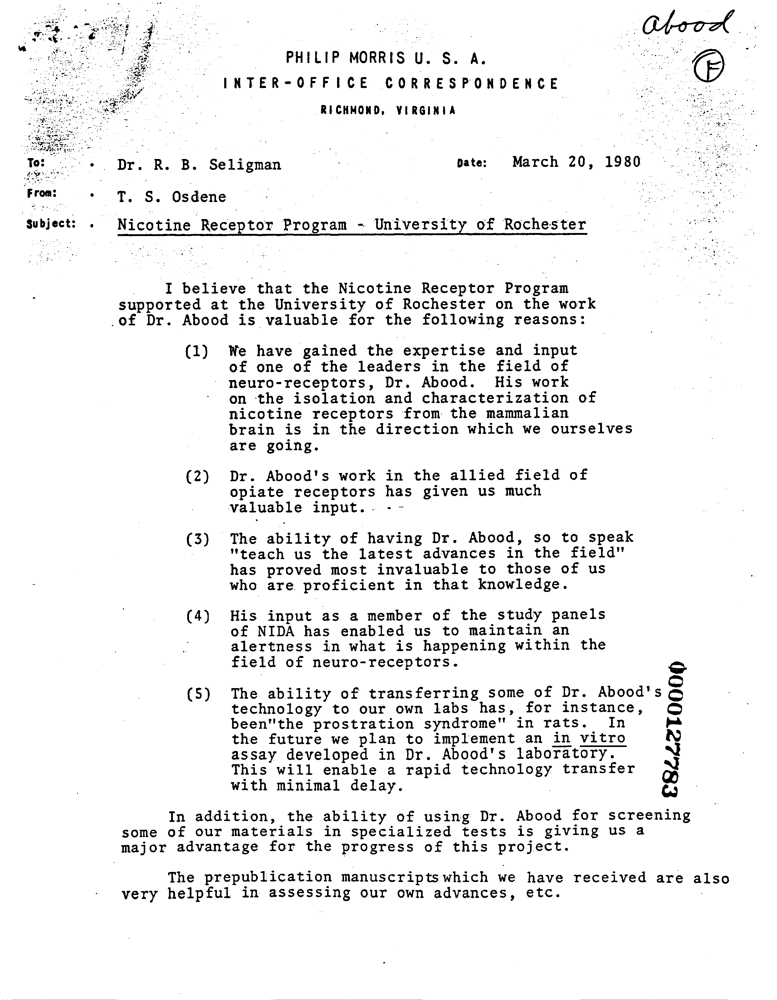 abood
F
PHILIP MORRIS U. S. A.
INTER-OFFICE CORRESPONDENCE
RICHMOND, VIRGINIA
To: . Dr. R. B. Seligman Date: March 20, 1980
From: . T. S. Osdene
Subject: . Nicotine Receptor Program - University of Rochester
I believe that the Nicotine Receptor Program
supported at the University of Rochester on the work
of Dr. Abood is valuable for the following reasons:
(1) We have gained the expertise and input
of one of the leaders in the field of
neuro-receptors, Dr. Abood. His work
on the isolation and characterization of
nicotine receptors from the mammalian
brain is in the direction which we ourselves
are going.
(2) Dr. Abood's work in the allied field of
opiate receptors has given us much
valuable input.
(3) The ability of having Dr. Abood, so to speak
"teach us the latest advances in the field"
has proved most invaluable to those of us
who are proficient in that knowledge.
(4) His input as a member of the study panels
of NIDA has enabled us to maintain an
alertness in what is happening within the
field of neuro-receptors.
(5) The ability of transferring some of Dr. Abood's
technology to our own labs has, for instance,
been"the prostration syndrome" in rats. In
the future we plan to implement an in vitro
assay developed in Dr. Abood's laboratory.
This will enable a rapid technology transfer
with minimal delay.
In addition, the ability of using Dr. Abood for screening
some of our materials in specialized tests is giving us a
major advantage for the progress of this project.
The prepublication manuscripts which we have received are also
very helpful in assessing our own advances, etc.
0000127783